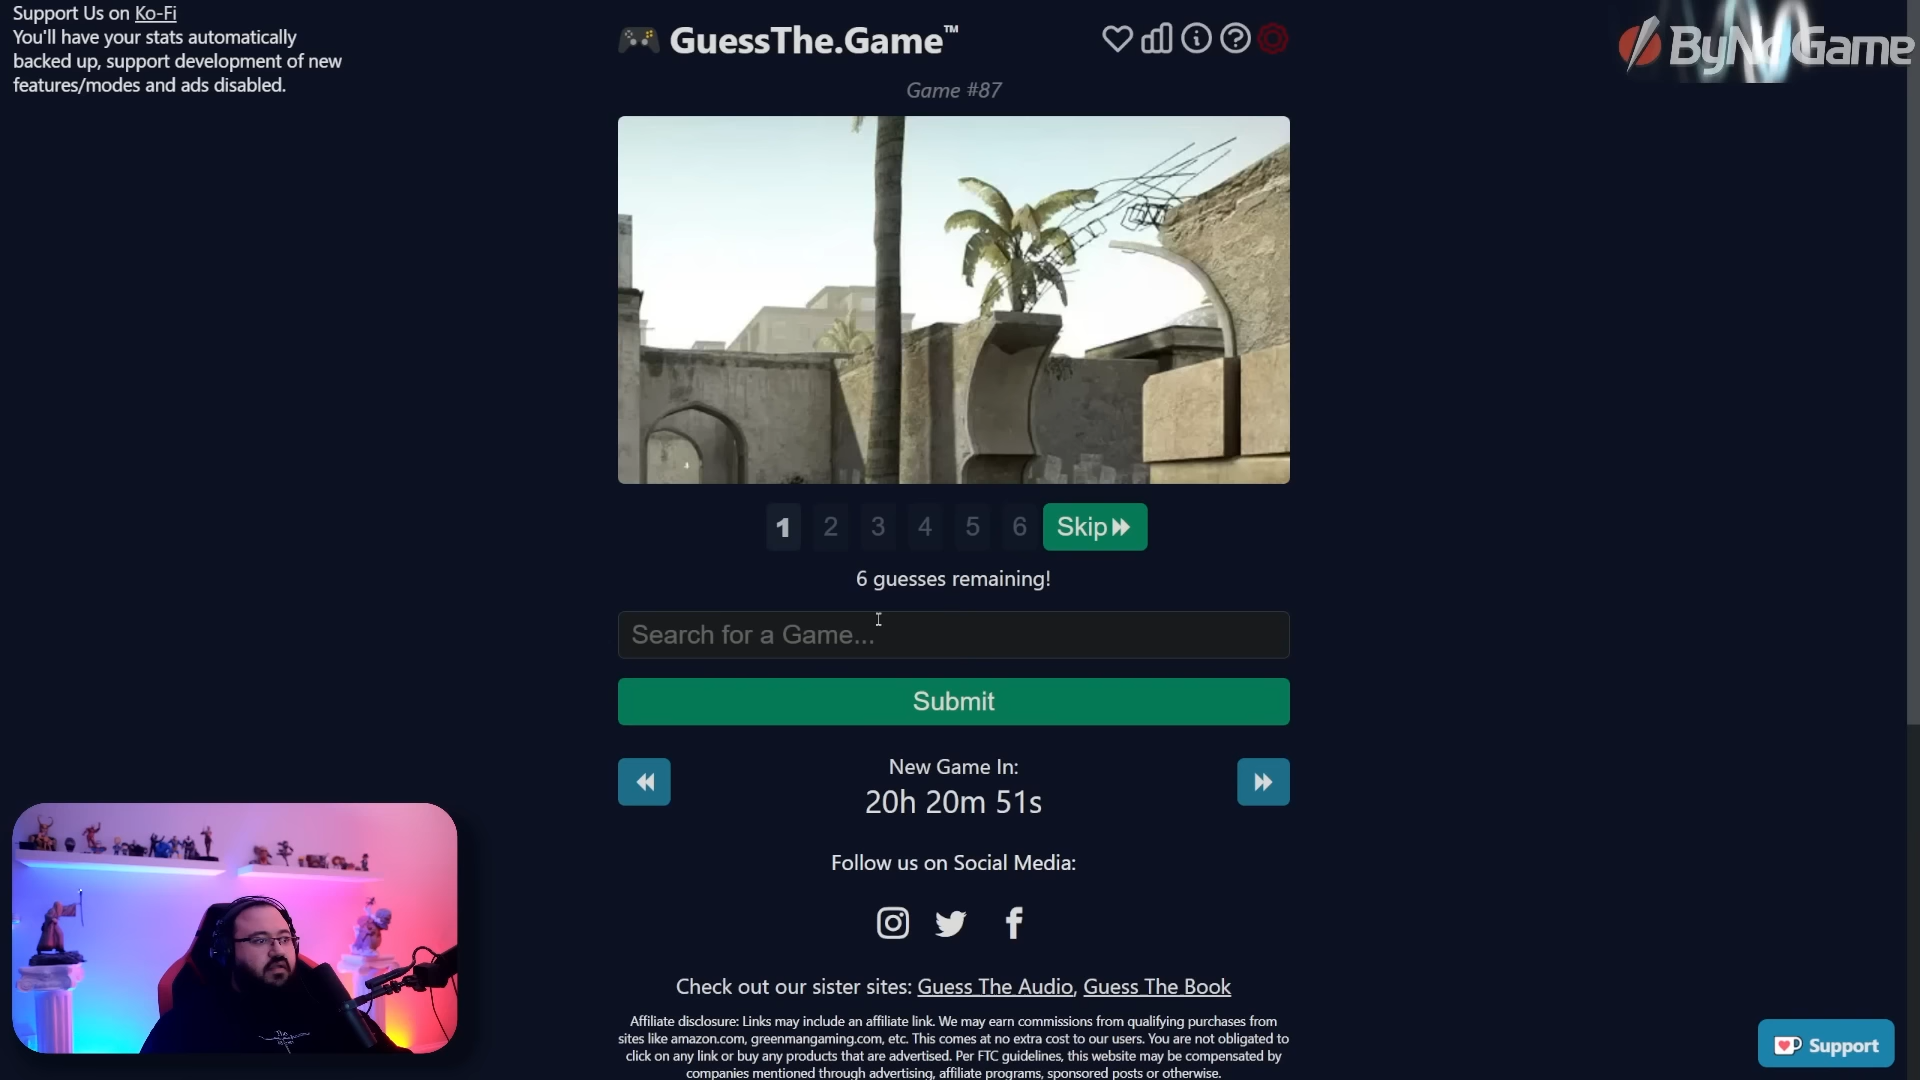 Support Us on Ko-Fi
You'll have your stats automatically
backed up, support development of new
features/modes and ads disabled.
GuessThe.Game™
ByNoGame
Game #87
1 2 3 4 5 6 Skip
6 guesses remaining!
Search for a Game...
Submit
New Game In:
20h 20m 51s
Follow us on Social Media:
Check out our sister sites: Guess The Audio, Guess The Book
Affiliate disclosure: Links may include an affiliate link. We may earn commissions from qualifying purchases from
sites like amazon.com, greenmangaming.com, etc. This comes at no extra cost to our users. You are not obligated to
click on any link or buy any products that are advertised. Per FTC guidelines, this website may be compensated by
companies mentioned through advertising, affiliate programs, sponsored posts or otherwise.
Support